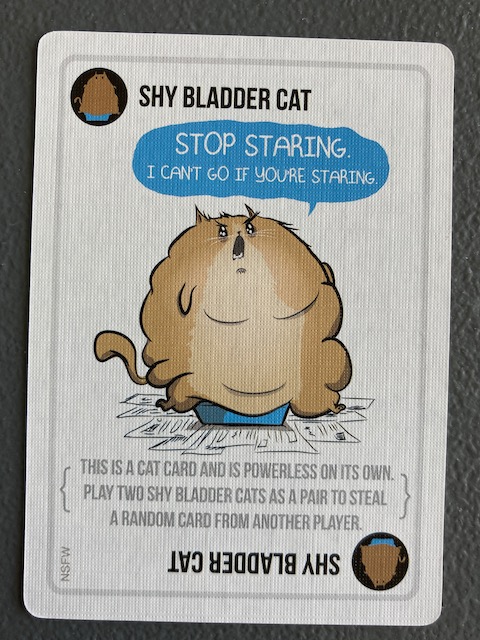 SHY BLADDER CAT
STOP STARING.
I CAN'T GO IF YOU'RE STARING.
THIS IS A CAT CARD AND IS POWERLESS ON ITS OWN.
PLAY TWO SHY BLADDER CATS AS A PAIR TO STEAL
A RANDOM CARD FROM ANOTHER PLAYER.
SHY BLADDER CAT
NSFW